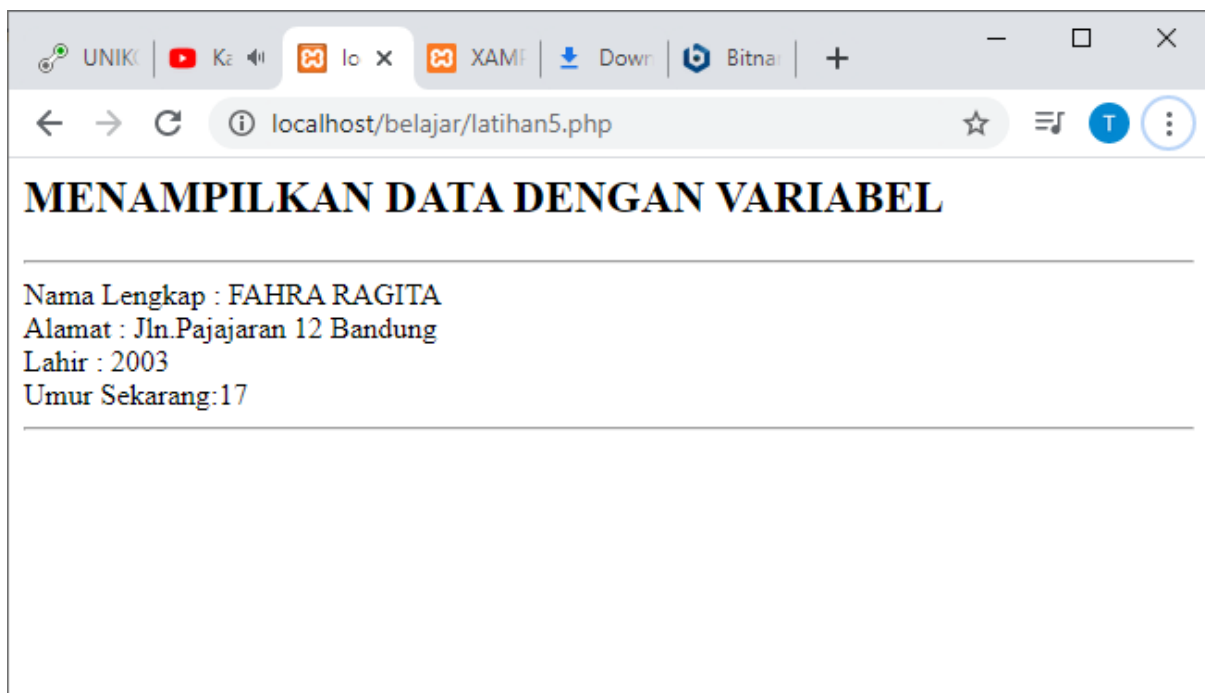 UNIK
Ka
lo
XAM
Down
Bitna
localhost/belajar/latihan5.php
T
MENAMPILKAN DATA DENGAN VARIABEL
Nama Lengkap : FAHRA RAGITA
Alamat : Jln.Pajajaran 12 Bandung
Lahir : 2003
Umur Sekarang:17